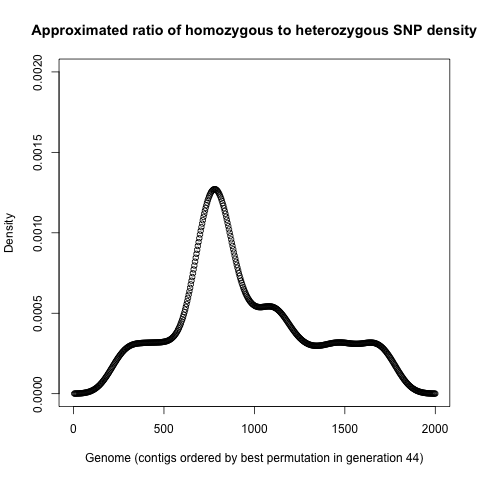 Approximated ratio of homozygous to heterozygous SNP density
0.0020
0.0015
0.0010
0.0005
0.0000
Density
0 500 1000 1500 2000
Genome (contigs ordered by best permutation in generation 44)